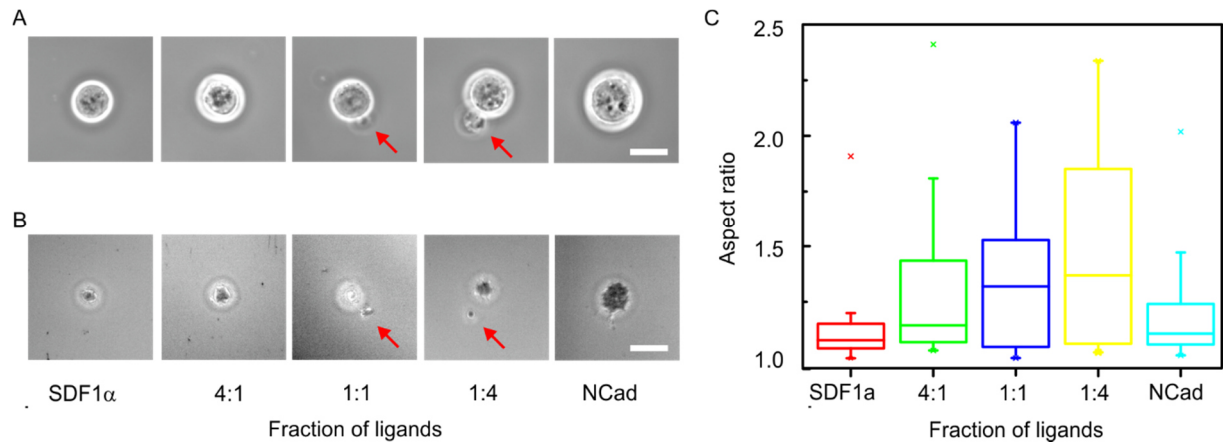 A
B
SDF1α
4:1
1:1
1:4
NCad
Fraction of ligands
C
2.5
2.0
1.5
1.0
Aspect ratio
SDF1a
4:1
1:1
1:4
NCad
Fraction of ligands